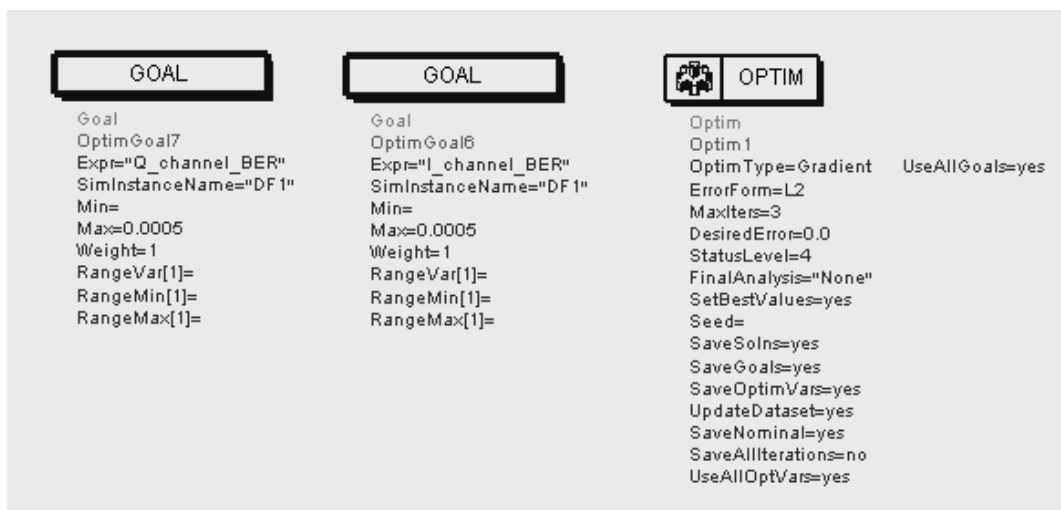 GOAL
Goal
OptimGoal7
Expr="Q_channel_BER"
SimInstanceName="DF1"
Min=
Max=0.0005
Weight=1
RangeVar[1]=
RangeMin[1]=
RangeMax[1]=
GOAL
Goal
OptimGoal6
Expr="I_channel_BER"
SimInstanceName="DF1"
Min=
Max=0.0005
Weight=1
RangeVar[1]=
RangeMin[1]=
RangeMax[1]=
OPTIM
Optim
Optim1
OptimType=Gradient UseAllGoals=yes
ErrorForm=L2
MaxIters=3
DesiredError=0.0
StatusLevel=4
FinalAnalysis="None"
SetBestValues=yes
Seed=
SaveSolns=yes
SaveGoals=yes
SaveOptimVars=yes
UpdateDataset=yes
SaveNominal=yes
SaveAllIterations=no
UseAllOptVars=yes